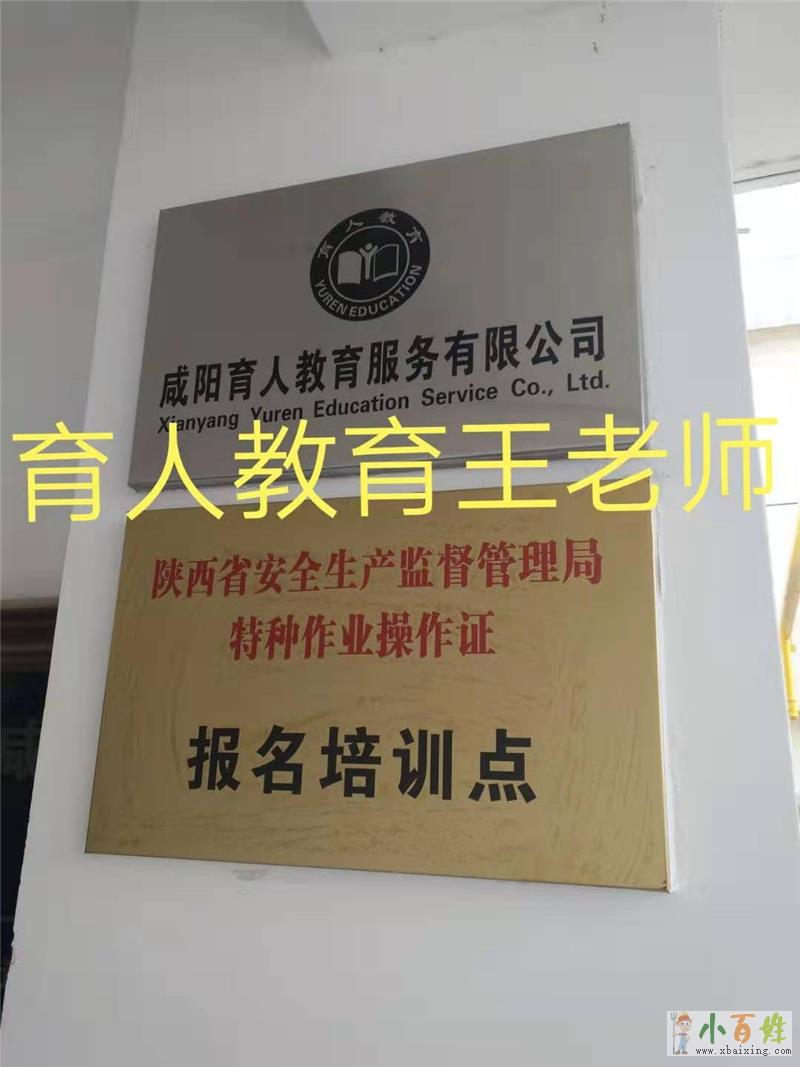 育人教育
YUREN EDUCATION
咸阳育人教育服务有限公司
Xianyang Yuren Education Service Co., Ltd.
育人教育王老师
陕西省安全生产监督管理局
特种作业操作证
报名培训点
小百姓
www.xbaixing.com